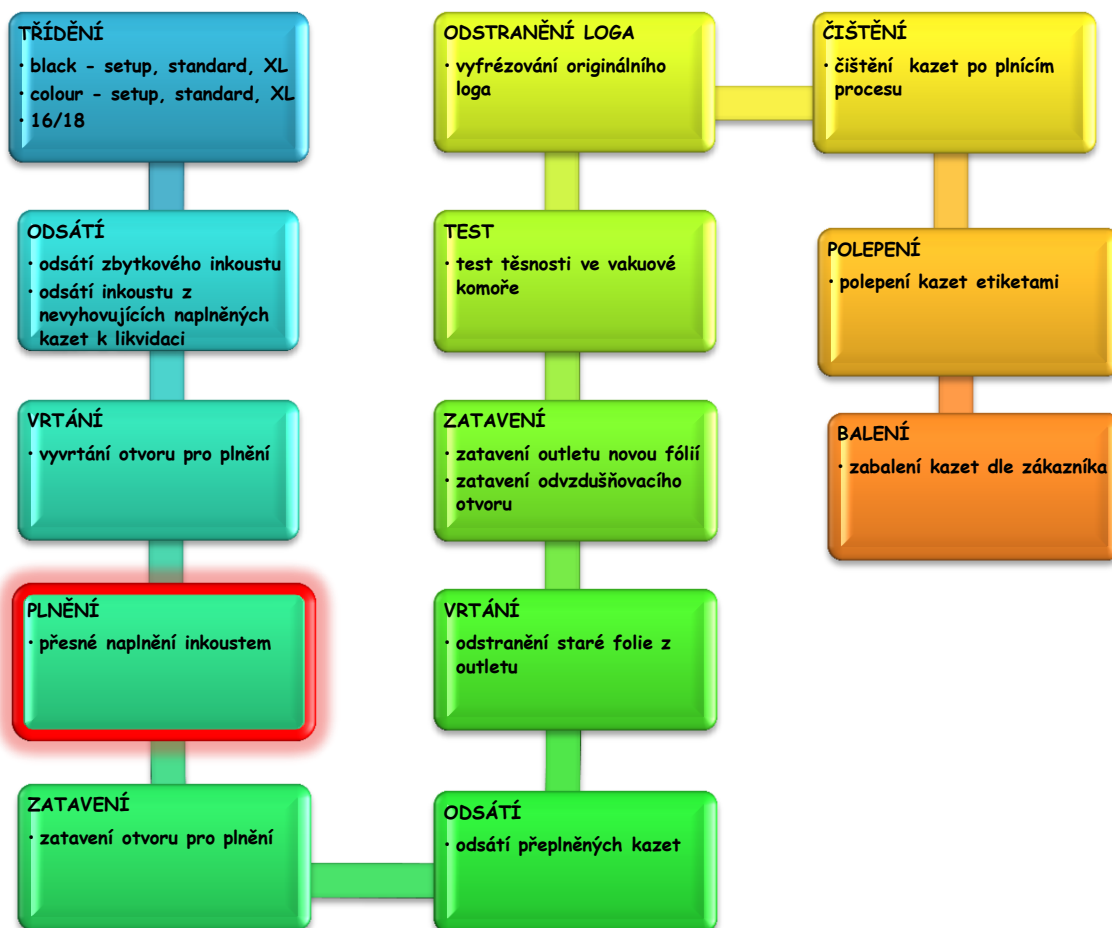 TŘÍDĚNÍ
· black - setup, standard, XL
· colour - setup, standard, XL
· 16/18
ODSÁTÍ
· odsátí zbytkového inkoustu
· odsátí inkoustu z
nevyhovujících naplněných
kazet k likvidaci
VRTÁNÍ
· vyvrtání otvoru pro plnění
PLNĚNÍ
· přesné naplnění inkoustem
ZATAVENÍ
· zatavení otvoru pro plnění
ODSÁTÍ
· odsátí přeplněných kazet
VRTÁNÍ
· odstranění staré folie z
outletu
ZATAVENÍ
· zatavení outletu novou fólií
· zatavení odvzdušňovacího
otvoru
TEST
· test těsnosti ve vakuové
komoře
ODSTRANĚNÍ LOGA
· vyfrézování originálního
loga
ČIŠTĚNÍ
· čištění  kazet po plnícím
procesu
POLEPENÍ
· polepení kazet etiketami
BALENÍ
· zabalení kazet dle zákazníka